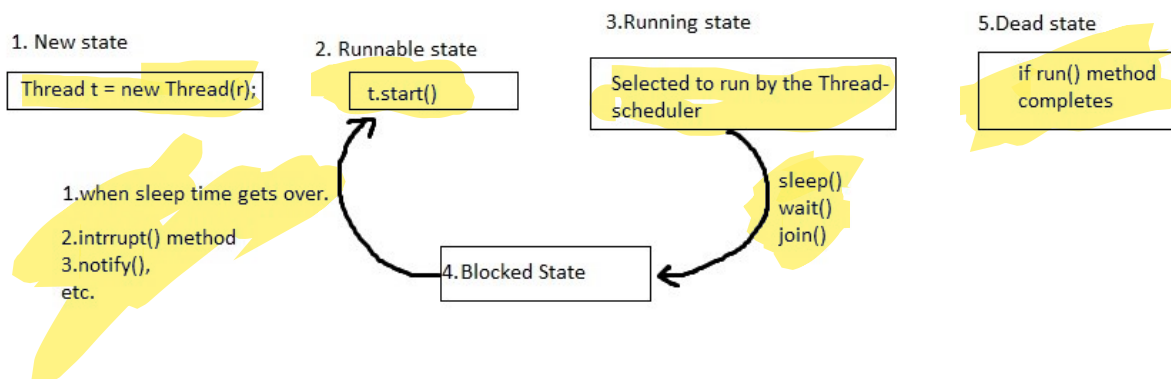 1. New state
Thread t = new Thread(r);
2. Runnable state
t.start()
3.Running state
Selected to run by the Thread-
scheduler
5.Dead state
if run() method
completes
1.when sleep time gets over.
2.intrrupt() method
3.notify(),
etc.
sleep()
wait()
join()
4.Blocked State